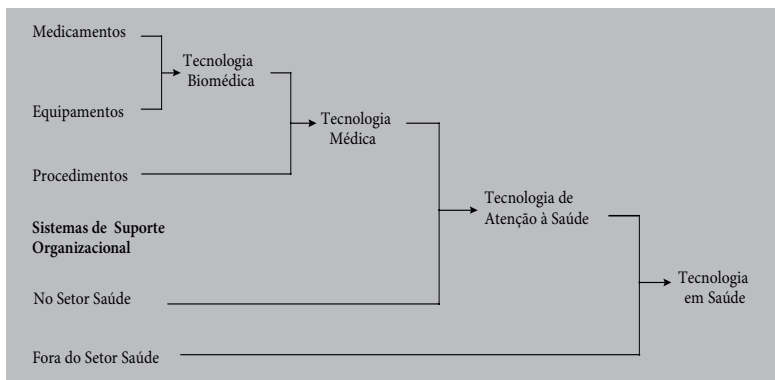 Medicamentos
Tecnologia
Biomédica
Equipamentos
Tecnologia
Médica
Procedimentos
Tecnologia de
Atenção à Saúde
Sistemas de Suporte
Organizacional
Tecnologia
em Saúde
No Setor Saúde
Fora do Setor Saúde